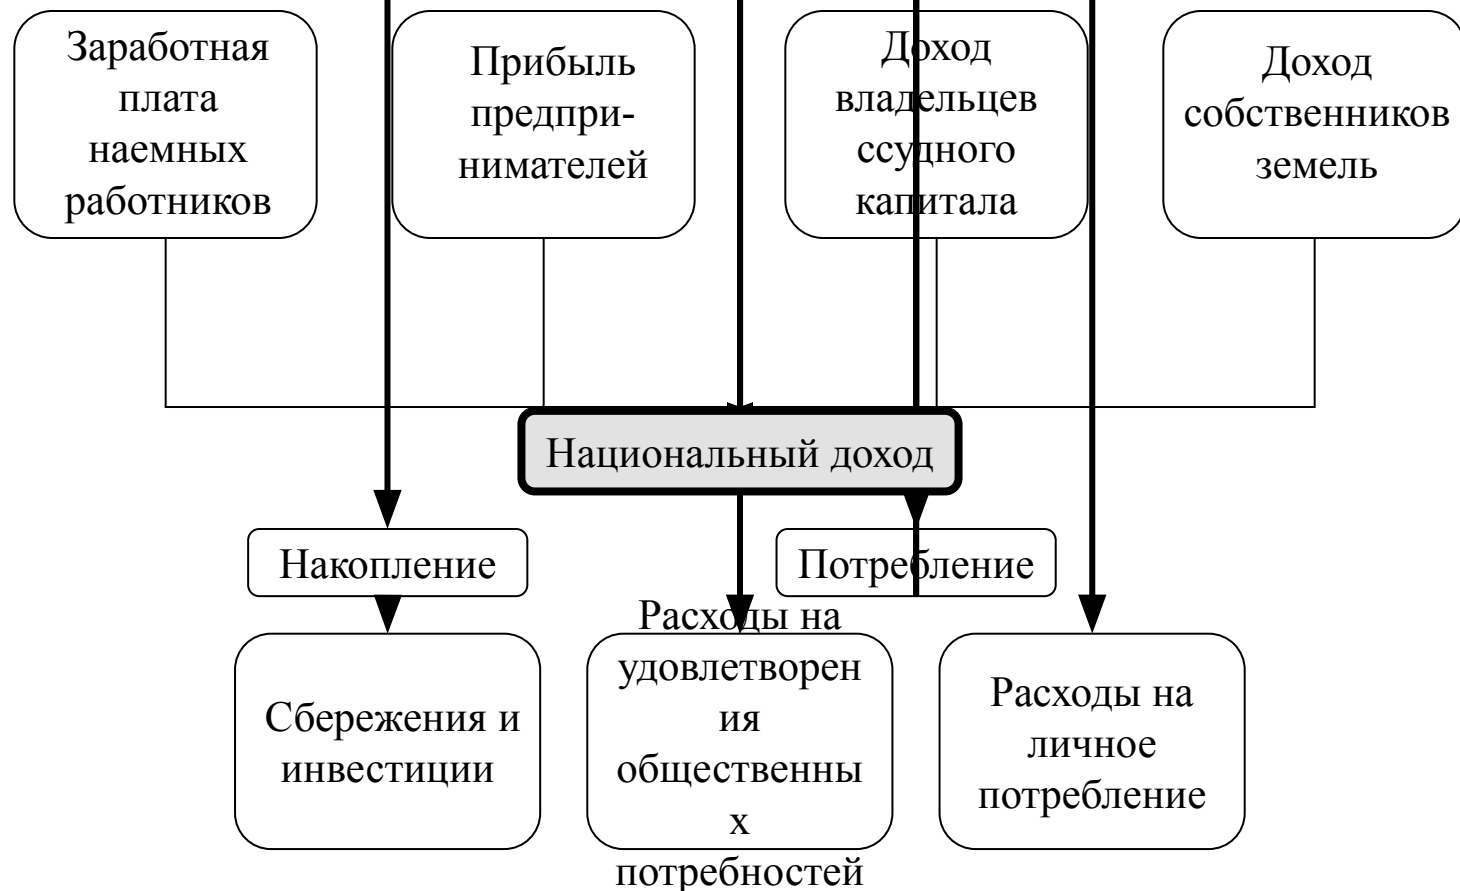 Заработная
плата
наемных
работников
Прибыль
предпри-
нимателей
Доход
владельцев
ссудного
капитала
Доход
собственников
земель
Национальный доход
Накопление
Потребление
Сбережения и
инвестиции
Расходы на
удовлетворен
ия
общественны
х
потребностей
Расходы на
личное
потребление